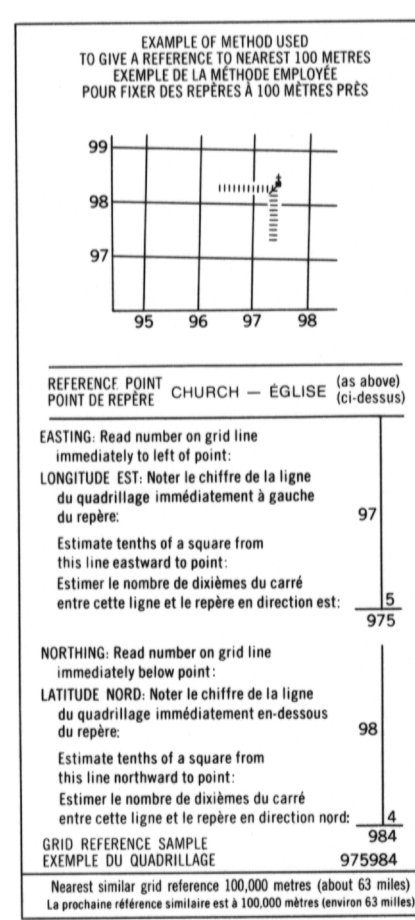 EXAMPLE OF METHOD USED
TO GIVE A REFERENCE TO NEAREST 100 METRES
EXEMPLE DE LA MÉTHODE EMPLOYÉE
POUR FIXER DES REPÈRES À 100 MÈTRES PRÈS
99
98
97
95 96 97 98
REFERENCE POINT CHURCH — ÉGLISE (as above)
POINT DE REPÈRE (ci-dessus)
EASTING: Read number on grid line
immediately to left of point:
LONGITUDE EST: Noter le chiffre de la ligne
du quadrillage immédiatement à gauche
du repère: 97
Estimate tenths of a square from
this line eastward to point:
Estimer le nombre de dixièmes du carré
entre cette ligne et le repère en direction est: 5
975
NORTHING: Read number on grid line
immediately below point:
LATITUDE NORD: Noter le chiffre de la ligne
du quadrillage immédiatement en-dessous
du repère: 98
Estimate tenths of a square from
this line northward to point:
Estimer le nombre de dixièmes du carré
entre cette ligne et le repère en direction nord: 4
984
GRID REFERENCE SAMPLE
EXEMPLE DU QUADRILLAGE 975984
Nearest similar grid reference 100,000 metres (about 63 miles)
La prochaine référence similaire est à 100,000 mètres (environ 63 milles)